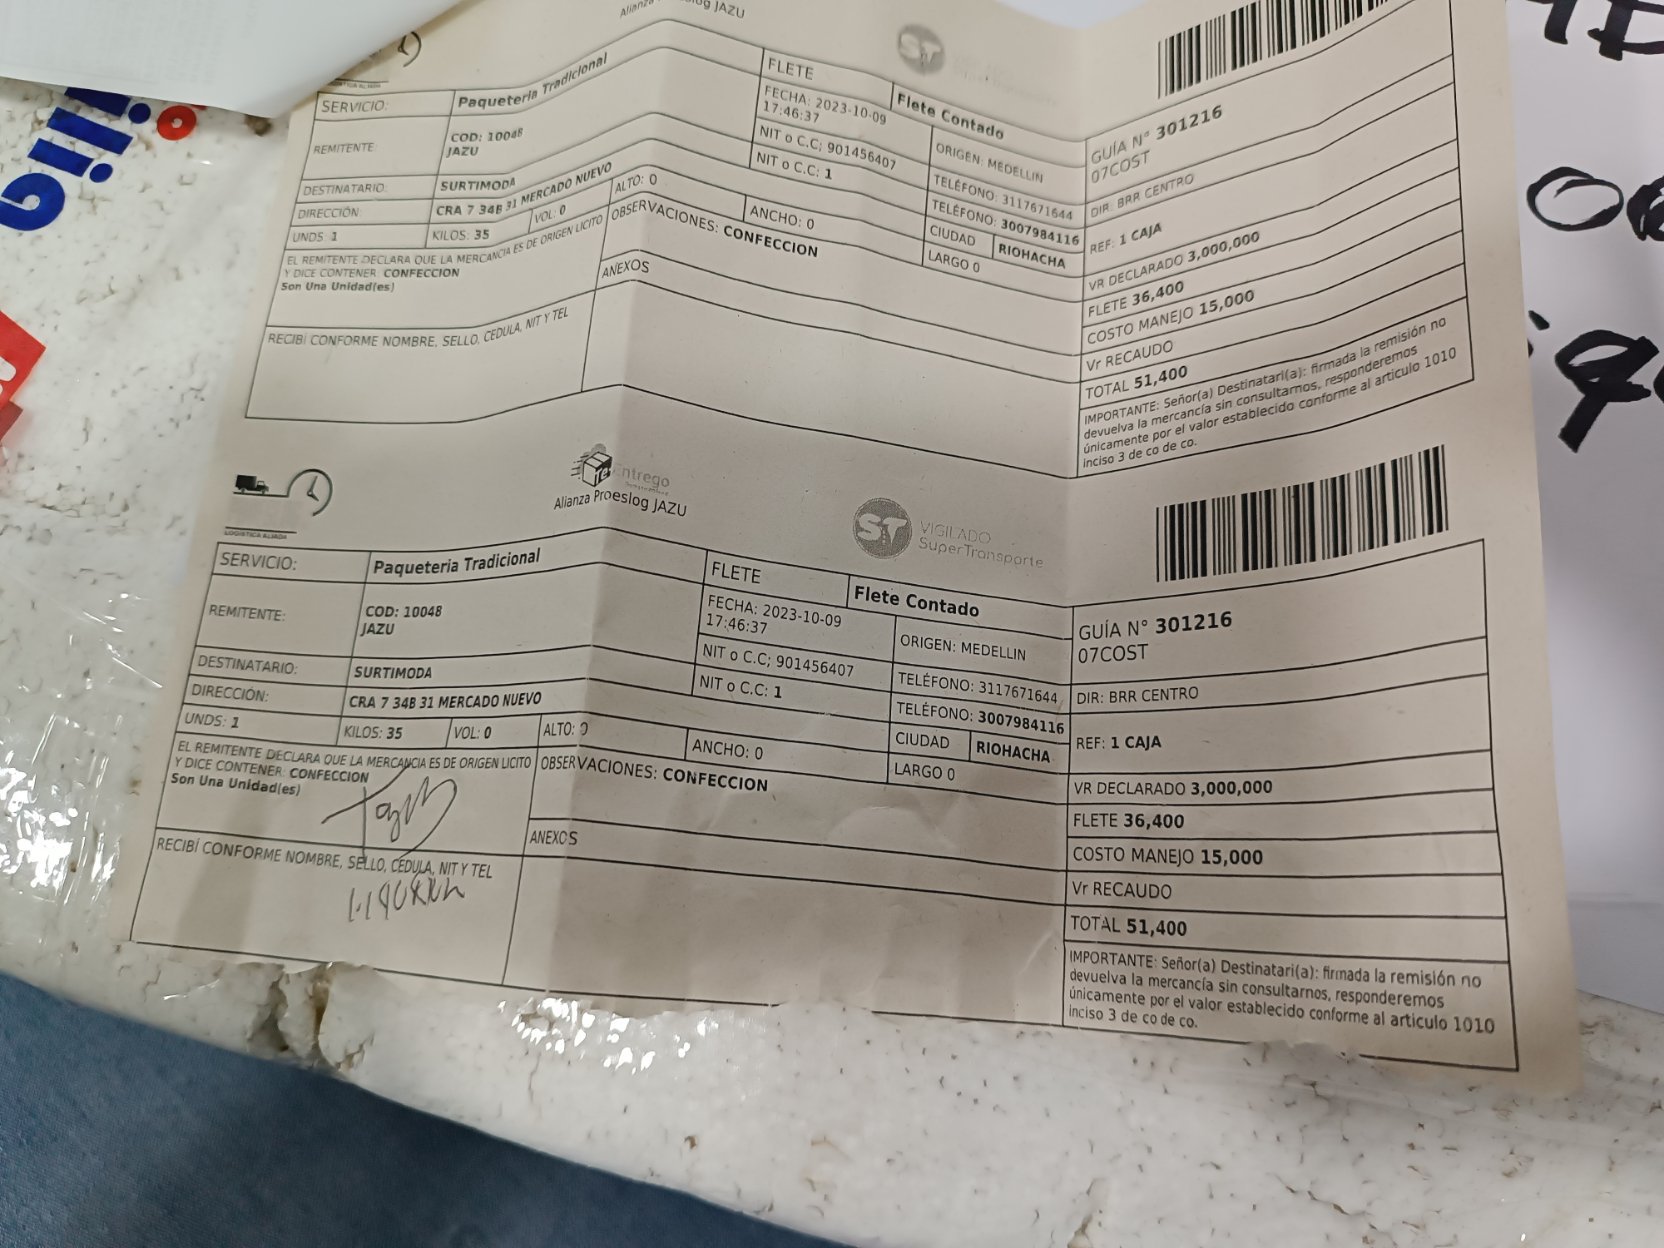 Alianza Proeslog JAZU
SERVICIO: Paqueteria Tradicional
FLETE Flete Contado
GUÍA N° 301216
07COST
REMITENTE: COD: 10048
JAZU
FECHA: 2023-10-09
17:46:37
ORIGEN: MEDELLIN
NIT o C.C; 901456407
TELÉFONO: 3117671644
DIR: BRR CENTRO
DESTINATARIO: SURTIMODA
NIT o C.C: 1
TELÉFONO: 3007984116
DIRECCIÓN: CRA 7 34B 31 MERCADO NUEVO
CIUDAD RIOHACHA
REF: 1 CAJA
UNDS: 1 KILOS: 35 VOL: 0 ALTO: 0 ANCHO: 0 LARGO 0
EL REMITENTE DECLARA QUE LA MERCANCIA ES DE ORIGEN LICITO
Y DICE CONTENER: CONFECCION
Son Una Unidad(es)
OBSERVACIONES: CONFECCION
ANEXOS
VR DECLARADO 3,000,000
FLETE 36,400
COSTO MANEJO 15,000
Vr RECAUDO
TOTAL 51,400
RECIBÍ CONFORME NOMBRE, SELLO, CEDULA, NIT Y TEL
IMPORTANTE: Señor(a) Destinatari(a): firmada la remisión no
devuelva la mercancía sin consultarnos, responderemos
únicamente por el valor establecido conforme al articulo 1010
inciso 3 de co de co.
LOGISTICA ALIADA
Entrego
Alianza Proeslog JAZU
ST VIGILADO
SuperTransporte
SERVICIO: Paqueteria Tradicional
FLETE Flete Contado
GUÍA N° 301216
07COST
REMITENTE: COD: 10048
JAZU
FECHA: 2023-10-09
17:46:37
ORIGEN: MEDELLIN
NIT o C.C; 901456407
TELÉFONO: 3117671644
DIR: BRR CENTRO
DESTINATARIO: SURTIMODA
NIT o C.C: 1
TELÉFONO: 3007984116
DIRECCIÓN: CRA 7 34B 31 MERCADO NUEVO
CIUDAD RIOHACHA
REF: 1 CAJA
UNDS: 1 KILOS: 35 VOL: 0 ALTO: 0 ANCHO: 0 LARGO 0
EL REMITENTE DECLARA QUE LA MERCANCIA ES DE ORIGEN LICITO
Y DICE CONTENER: CONFECCION
Son Una Unidad(es)
OBSERVACIONES: CONFECCION
ANEXOS
VR DECLARADO 3,000,000
FLETE 36,400
COSTO MANEJO 15,000
Vr RECAUDO
TOTAL 51,400
RECIBÍ CONFORME NOMBRE, SELLO, CEDULA, NIT Y TEL
IMPORTANTE: Señor(a) Destinatari(a): firmada la remisión no
devuelva la mercancía sin consultarnos, responderemos
únicamente por el valor establecido conforme al articulo 1010
inciso 3 de co de co.